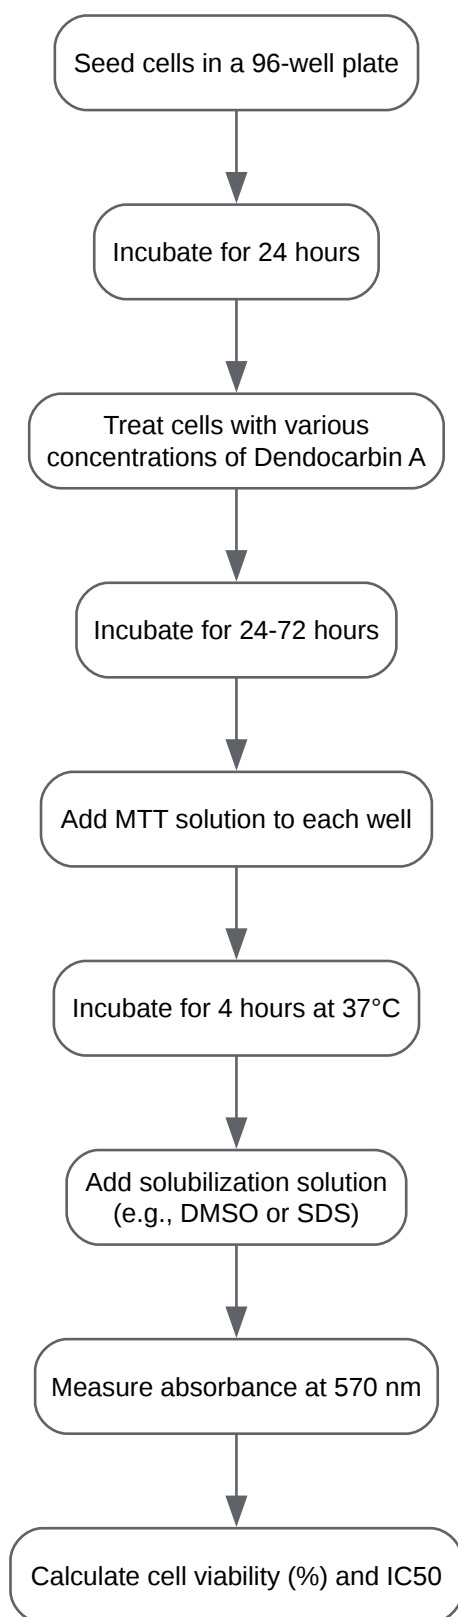 Seed cells in a 96-well plate
Incubate for 24 hours
Treat cells with various
concentrations of Dendocarbin A
Incubate for 24-72 hours
Add MTT solution to each well
Incubate for 4 hours at 37°C
Add solubilization solution
(e.g., DMSO or SDS)
Measure absorbance at 570 nm
Calculate cell viability (%) and IC50